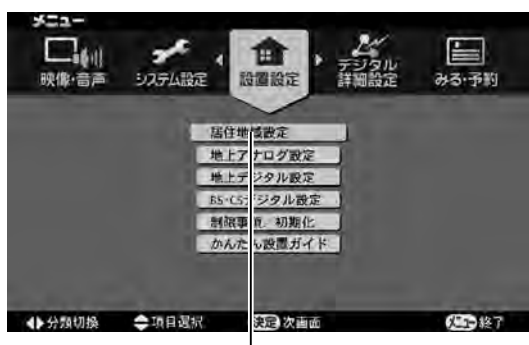 メニュー
映像・音声 システム設定 設置設定 デジタル詳細設定 みる・予約
居住地域設定
地上アナログ設定
地上デジタル設定
BS・CSデジタル設定
制限事項、初期化
かんたん設置ガイド
分類切換 項目選択 決定 次画面 メニュー 終了